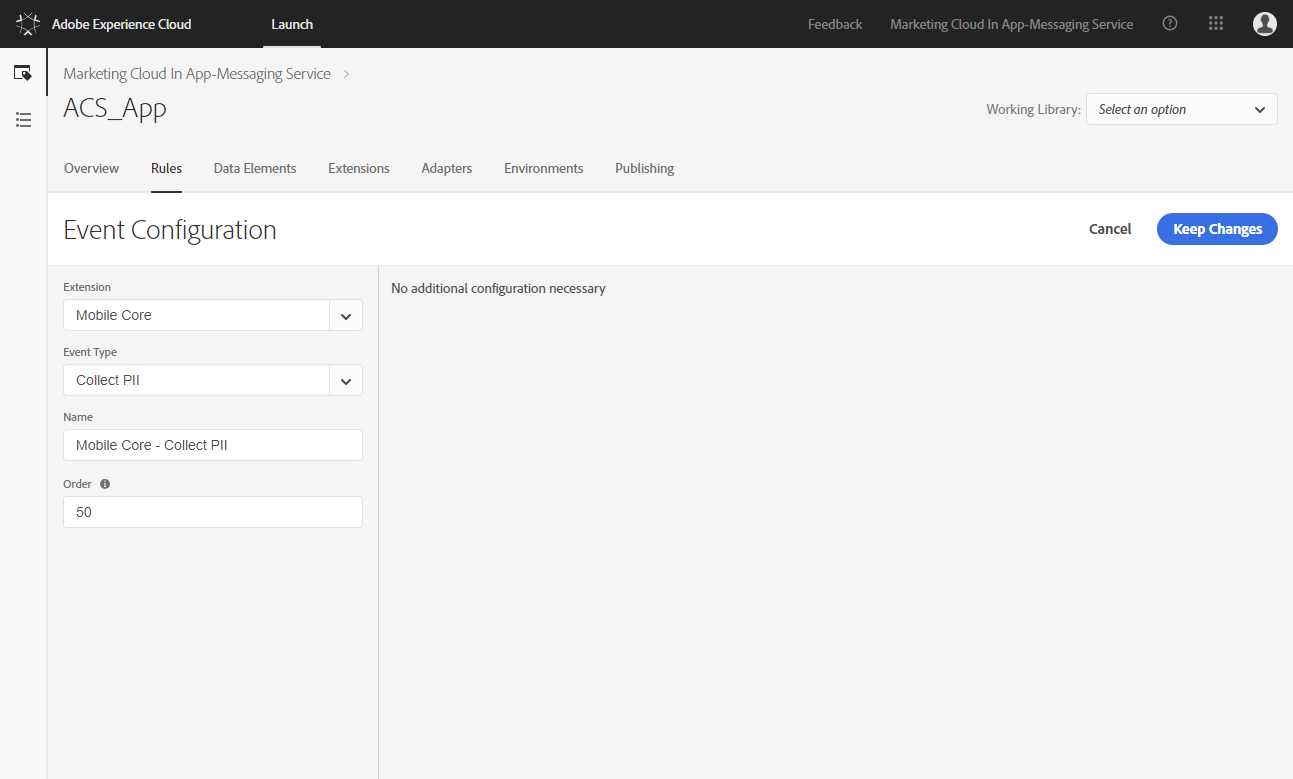 Adobe Experience Cloud
Launch
Feedback
Marketing Cloud In App-Messaging Service
Marketing Cloud In App-Messaging Service
ACS_App
Working Library:
Select an option
Overview
Rules
Data Elements
Extensions
Adapters
Environments
Publishing
Event Configuration
Cancel
Keep Changes
Extension
Mobile Core
No additional configuration necessary
Event Type
Collect PII
Name
Mobile Core - Collect PII
Order
50